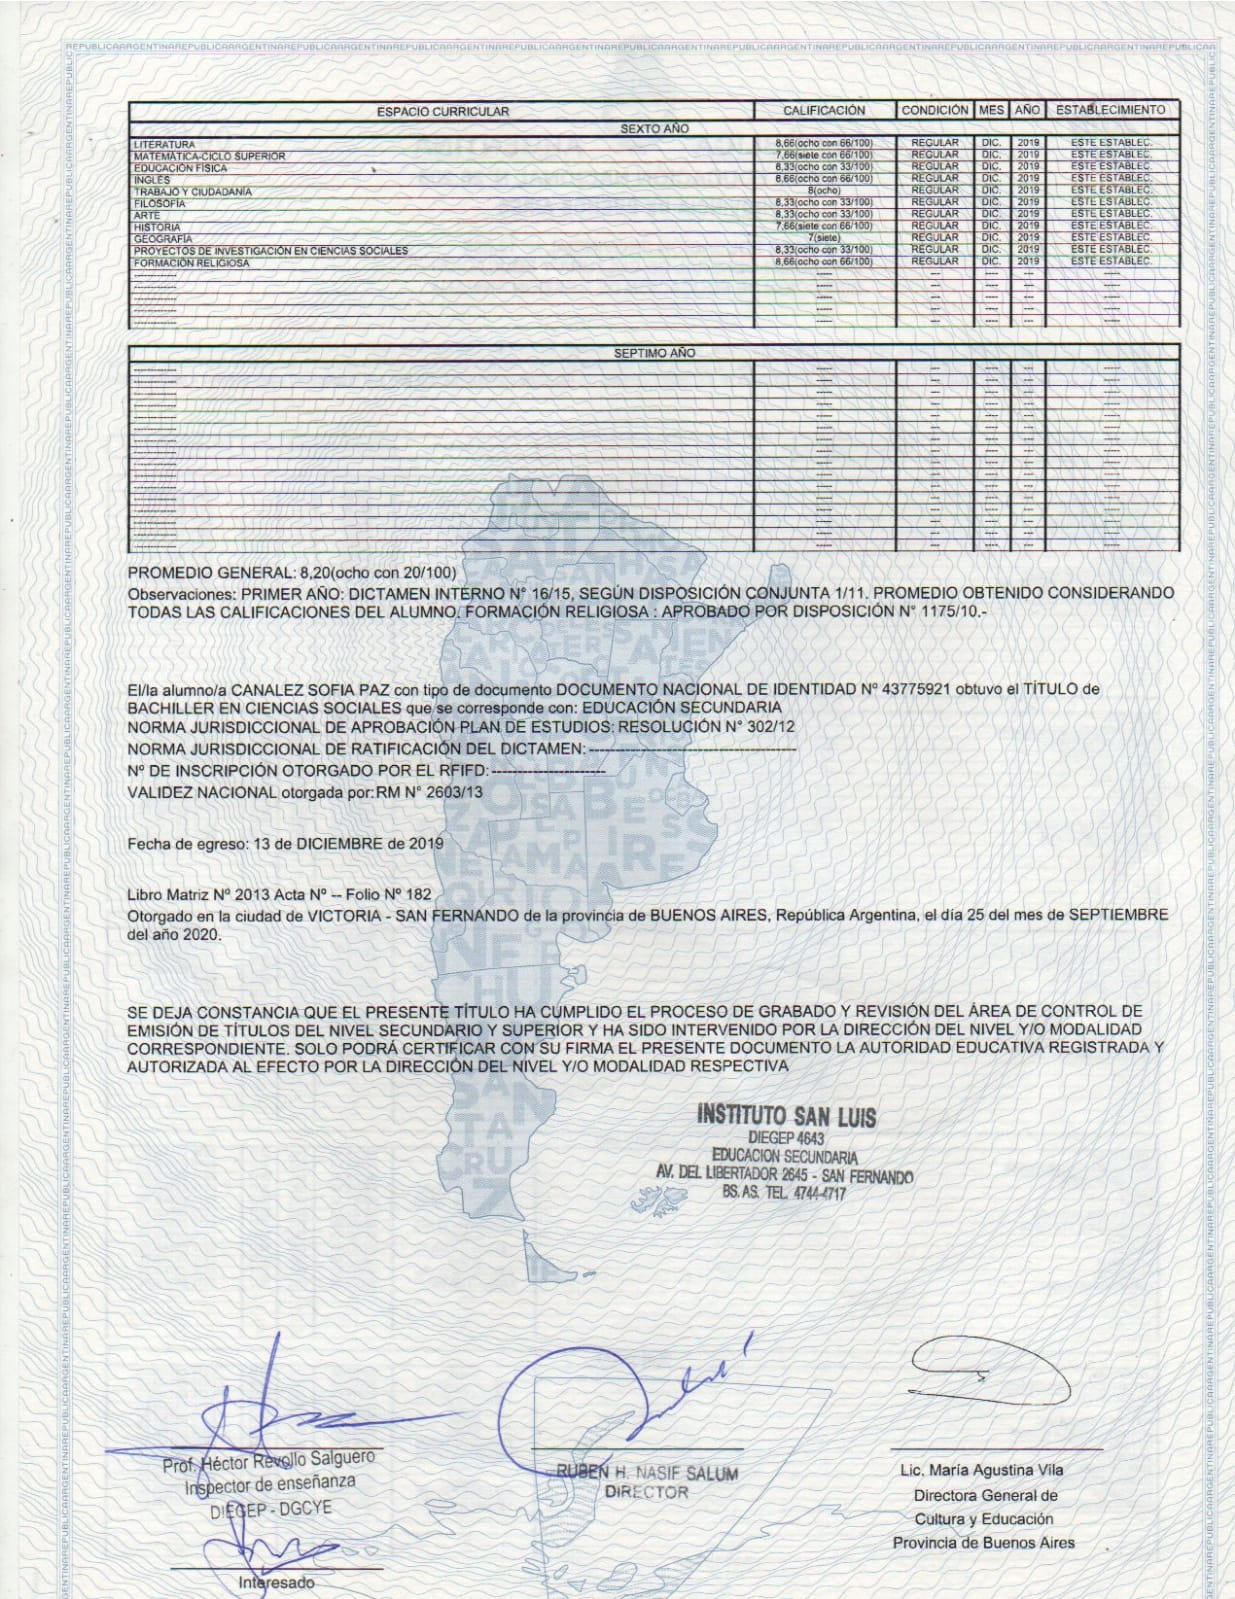 REPUBLICAARGENTINAREPUBLICAARGENTINAREPUBLICAARGENTINAREPUBLICAARGENTINAREPUBLICAARGENTINA
ESPACIO CURRICULAR CALIFICACIÓN CONDICIÓN MES AÑO ESTABLECIMIENTO
SEXTO AÑO
LITERATURA 8,66(ocho con 66/100) REGULAR DIC. 2019 ESTE ESTABLEC.
MATEMÁTICA-CICLO SUPERIOR 7,66(siete con 66/100) REGULAR DIC. 2019 ESTE ESTABLEC.
EDUCACIÓN FÍSICA 8,33(ocho con 33/100) REGULAR DIC. 2019 ESTE ESTABLEC.
INGLÉS 8,66(ocho con 66/100) REGULAR DIC. 2019 ESTE ESTABLEC.
TRABAJO Y CIUDADANÍA 8(ocho) REGULAR DIC. 2019 ESTE ESTABLEC.
FILOSOFÍA 8,33(ocho con 33/100) REGULAR DIC. 2019 ESTE ESTABLEC.
ARTE 8,33(ocho con 33/100) REGULAR DIC. 2019 ESTE ESTABLEC.
HISTORIA 7,66(siete con 66/100) REGULAR DIC. 2019 ESTE ESTABLEC.
GEOGRAFÍA 7(siete) REGULAR DIC. 2019 ESTE ESTABLEC.
PROYECTOS DE INVESTIGACIÓN EN CIENCIAS SOCIALES 8,33(ocho con 33/100) REGULAR DIC. 2019 ESTE ESTABLEC.
FORMACIÓN RELIGIOSA 8,66(ocho con 66/100) REGULAR DIC. 2019 ESTE ESTABLEC.
SEPTIMO AÑO
PROMEDIO GENERAL: 8,20(ocho con 20/100)
Observaciones: PRIMER AÑO: DICTAMEN INTERNO N° 16/15, SEGÚN DISPOSICIÓN CONJUNTA 1/11. PROMEDIO OBTENIDO CONSIDERANDO
TODAS LAS CALIFICACIONES DEL ALUMNO. FORMACIÓN RELIGIOSA : APROBADO POR DISPOSICIÓN N° 1175/10.-
El/la alumno/a CANALEZ SOFIA PAZ con tipo de documento DOCUMENTO NACIONAL DE IDENTIDAD Nº 43775921 obtuvo el TÍTULO de
BACHILLER EN CIENCIAS SOCIALES que se corresponde con: EDUCACIÓN SECUNDARIA
NORMA JURISDICCIONAL DE APROBACIÓN PLAN DE ESTUDIOS: RESOLUCIÓN N° 302/12
NORMA JURISDICCIONAL DE RATIFICACIÓN DEL DICTAMEN: ------------------------------------------
Nº DE INSCRIPCIÓN OTORGADO POR EL RFIFD:-----------------------
VALIDEZ NACIONAL otorgada por:RM N° 2603/13
Fecha de egreso: 13 de DICIEMBRE de 2019
Libro Matriz Nº 2013 Acta Nº -- Folio Nº 182
Otorgado en la ciudad de VICTORIA - SAN FERNANDO de la provincia de BUENOS AIRES, República Argentina, el día 25 del mes de SEPTIEMBRE
del año 2020.
SE DEJA CONSTANCIA QUE EL PRESENTE TÍTULO HA CUMPLIDO EL PROCESO DE GRABADO Y REVISIÓN DEL ÁREA DE CONTROL DE
EMISIÓN DE TÍTULOS DEL NIVEL SECUNDARIO Y SUPERIOR Y HA SIDO INTERVENIDO POR LA DIRECCIÓN DEL NIVEL Y/O MODALIDAD
CORRESPONDIENTE. SOLO PODRÁ CERTIFICAR CON SU FIRMA EL PRESENTE DOCUMENTO LA AUTORIDAD EDUCATIVA REGISTRADA Y
AUTORIZADA AL EFECTO POR LA DIRECCIÓN DEL NIVEL Y/O MODALIDAD RESPECTIVA
INSTITUTO SAN LUIS
DIEGEP 4643
EDUCACION SECUNDARIA
AV. DEL LIBERTADOR 2645 - SAN FERNANDO
BS. AS. TEL. 4744-4717
Prof. Héctor Revollo Salguero
Inspector de enseñanza
DIEGEP - DGCYE
Interesado
RUBEN H. NASIF SALUM
DIRECTOR
Lic. María Agustina Vila
Directora General de
Cultura y Educación
Provincia de Buenos Aires